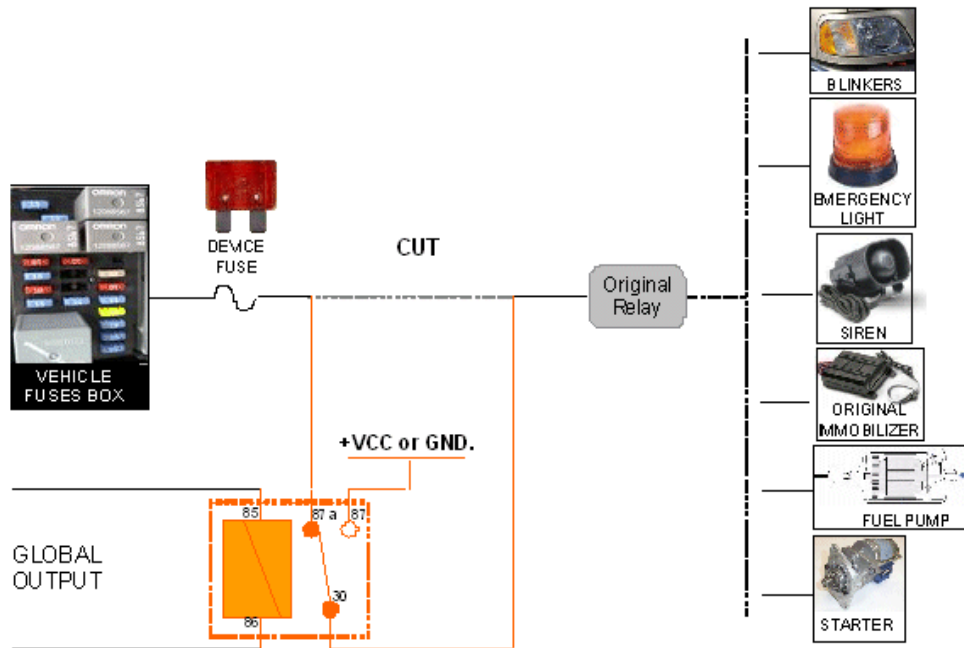 BLINKERS
EMERGENCY
LIGHT
DEVICE
FUSE
CUT
Original
Relay
SIREN
VEHICLE
FUSES BOX
ORIGINAL
IMMOBILIZER
+VCC or GND.
FUEL PUMP
85
87 a
87
GLOBAL
OUTPUT
30
86
STARTER